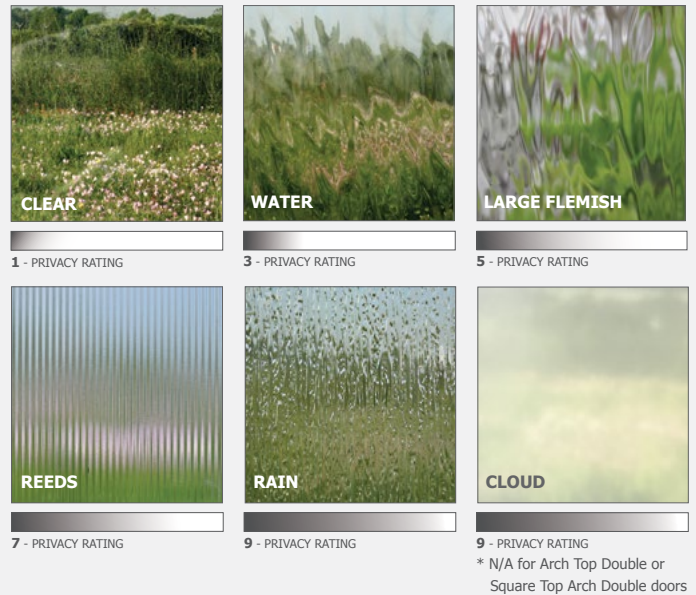 CLEAR
1 - PRIVACY RATING
WATER
3 - PRIVACY RATING
LARGE FLEMISH
5 - PRIVACY RATING
REEDS
7 - PRIVACY RATING
RAIN
9 - PRIVACY RATING
CLOUD
9 - PRIVACY RATING
* N/A for Arch Top Double or
Square Top Arch Double doors